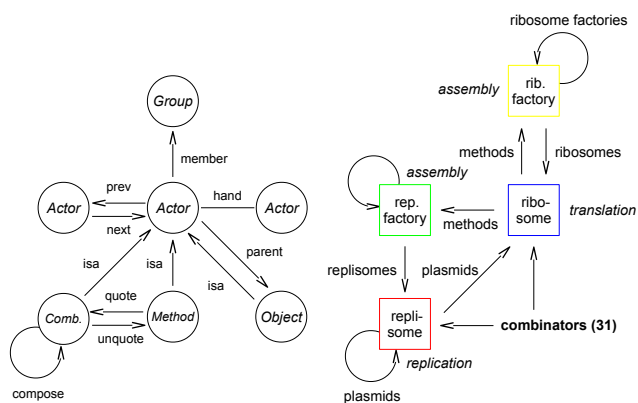 Group
member
Actor
prev
next
Actor
hand
Actor
isa
isa
isa
parent
Comb.
quote
unquote
Method
Object
compose
ribosome factories
assembly
rib.
factory
methods
ribosomes
assembly
rep.
factory
methods
ribo-
some
translation
replisomes
plasmids
repli-
some
combinators (31)
replication
plasmids